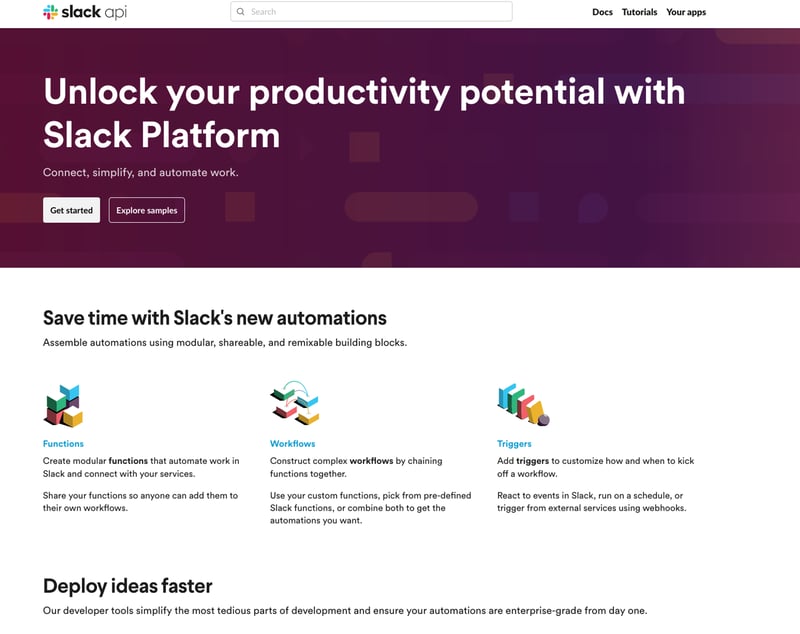 slack api
Search
Docs Tutorials Your apps
Unlock your productivity potential with
Slack Platform
Connect, simplify, and automate work.
Get started Explore samples
Save time with Slack's new automations
Assemble automations using modular, shareable, and remixable building blocks.
Functions
Create modular functions that automate work in
Slack and connect with your services.
Share your functions so anyone can add them to
their own workflows.
Workflows
Construct complex workflows by chaining
functions together.
Use your custom functions, pick from pre-defined
Slack functions, or combine both to get the
automations you want.
Triggers
Add triggers to customize how and when to kick
off a workflow.
React to events in Slack, run on a schedule, or
trigger from external services using webhooks.
Deploy ideas faster
Our developer tools simplify the most tedious parts of development and ensure your automations are enterprise-grade from day one.